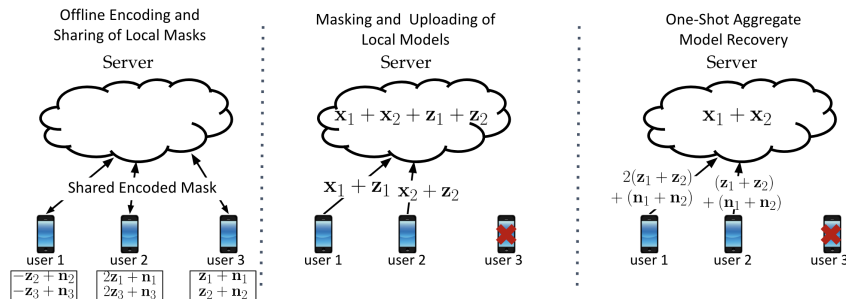 Offline Encoding and
Sharing of Local Masks
Server
Shared Encoded Mask
user 1
user 2
user 3
−z₂ + n₂
−z₃ + n₃
2z₁ + n₁
2z₃ + n₃
z₁ + n₁
z₂ + n₂
Masking and Uploading of
Local Models
Server
x₁ + x₂ + z₁ + z₂
x₁ + z₁
x₂ + z₂
user 1
user 2
user 3
One-Shot Aggregate
Model Recovery
Server
x₁ + x₂
2(z₁ + z₂)
+ (n₁ + n₂)
(z₁ + z₂)
+ (n₁ + n₂)
user 1
user 2
user 3